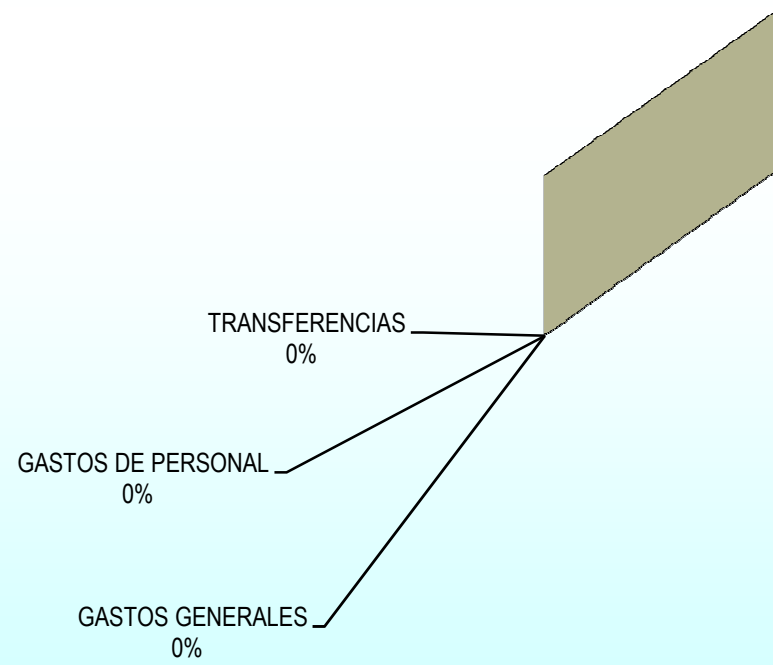 TRANSFERENCIAS
0%
GASTOS DE PERSONAL
0%
GASTOS GENERALES
0%